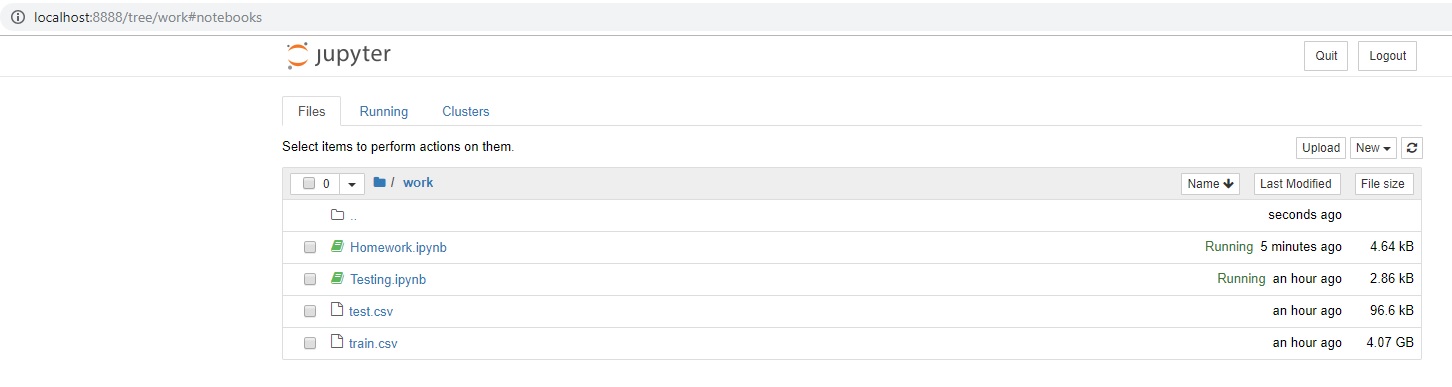 localhost:8888/tree/work#notebooks
jupyter
Quit Logout
Files Running Clusters
Select items to perform actions on them.
Upload New
0 / work Name Last Modified File size
.. seconds ago
Homework.ipynb Running 5 minutes ago 4.64 kB
Testing.ipynb Running an hour ago 2.86 kB
test.csv an hour ago 96.6 kB
train.csv an hour ago 4.07 GB